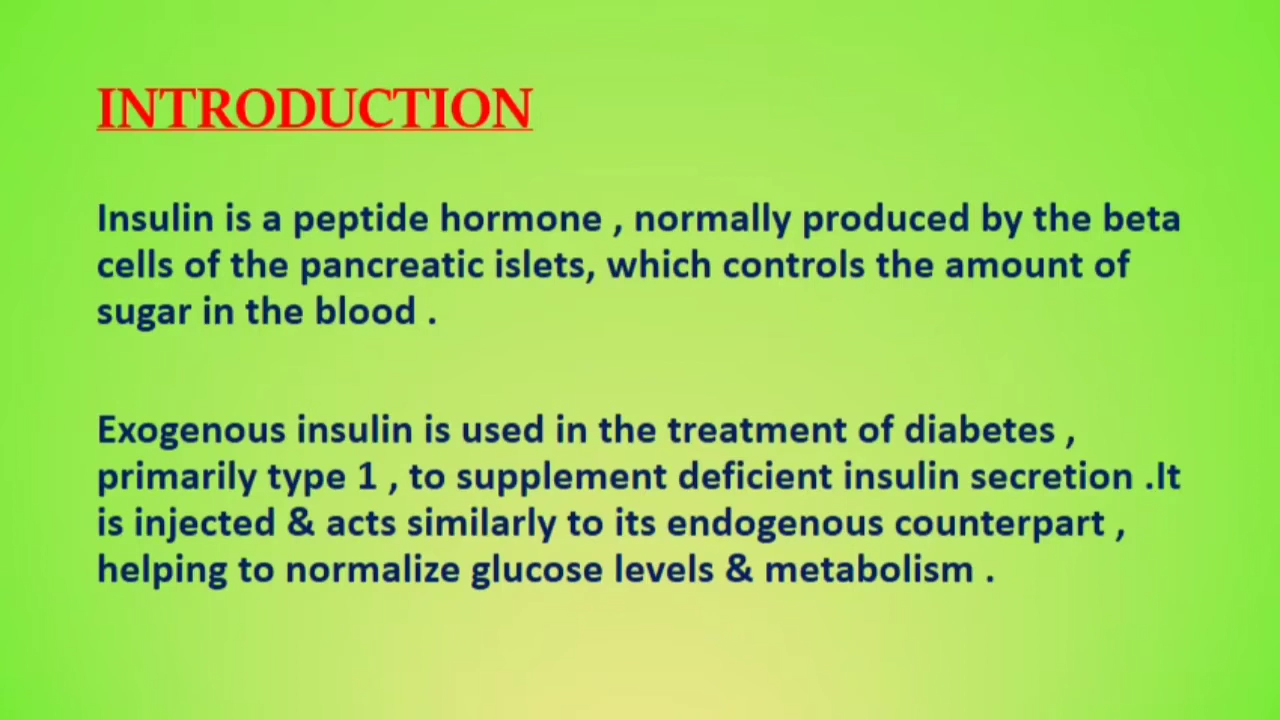 INTRODUCTION
Insulin is a peptide hormone , normally produced by the beta
cells of the pancreatic islets, which controls the amount of
sugar in the blood .
Exogenous insulin is used in the treatment of diabetes ,
primarily type 1 , to supplement deficient insulin secretion .It
is injected & acts similarly to its endogenous counterpart ,
helping to normalize glucose levels & metabolism .